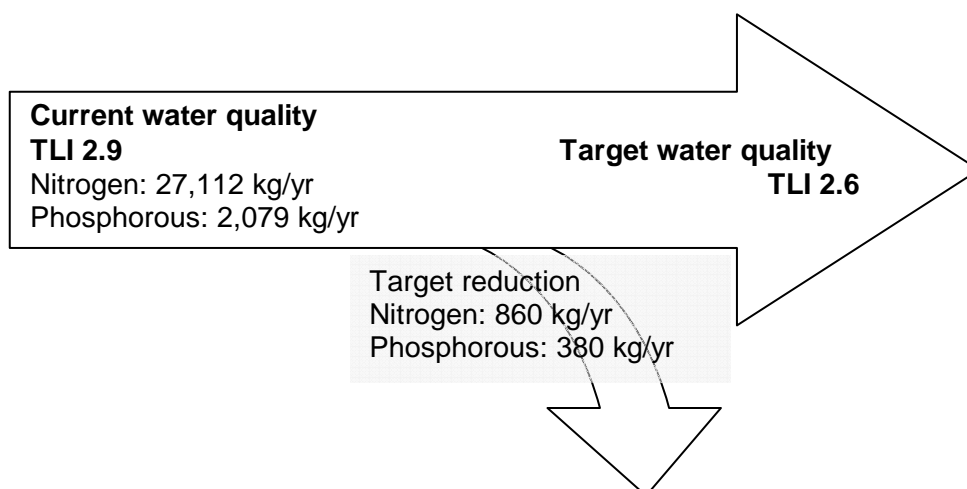 Current water quality
TLI 2.9
Nitrogen: 27,112 kg/yr
Phosphorous: 2,079 kg/yr
Target water quality
TLI 2.6
Target reduction
Nitrogen: 860 kg/yr
Phosphorous: 380 kg/yr